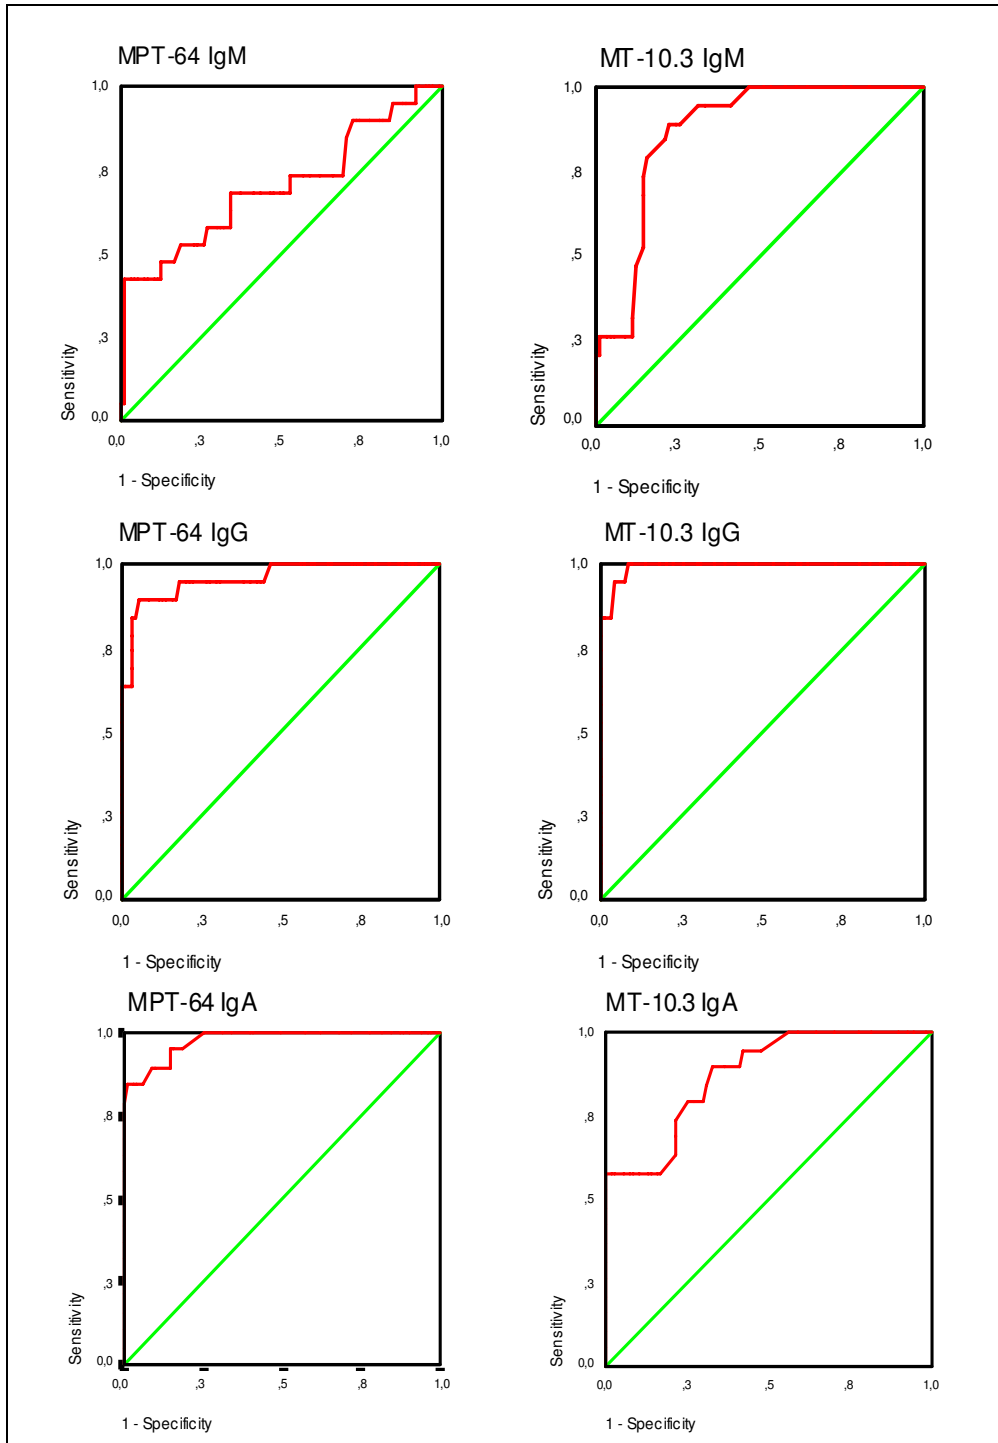 MPT-64 IgM
1,0
,8
,5
,3
0,0
Sensitivity
0,0 ,3 ,5 ,8 1,0
1 - Specificity
MT-10.3 IgM
1,0
,8
,5
,3
0,0
Sensitivity
0,0 ,3 ,5 ,8 1,0
1 - Specificity
MPT-64 IgG
1,0
,8
,5
,3
0,0
Sensitivity
0,0 ,3 ,5 ,8 1,0
1 - Specificity
MT-10.3 IgG
1,0
,8
,5
,3
0,0
Sensitivity
0,0 ,3 ,5 ,8 1,0
1 - Specificity
MPT-64 IgA
1,0
,8
,5
,3
0,0
Sensitivity
0,0 ,3 ,5 ,8 1,0
1 - Specificity
MT-10.3 IgA
1,0
,8
,5
,3
0,0
Sensitivity
0,0 ,3 ,5 ,8 1,0
1 - Specificity